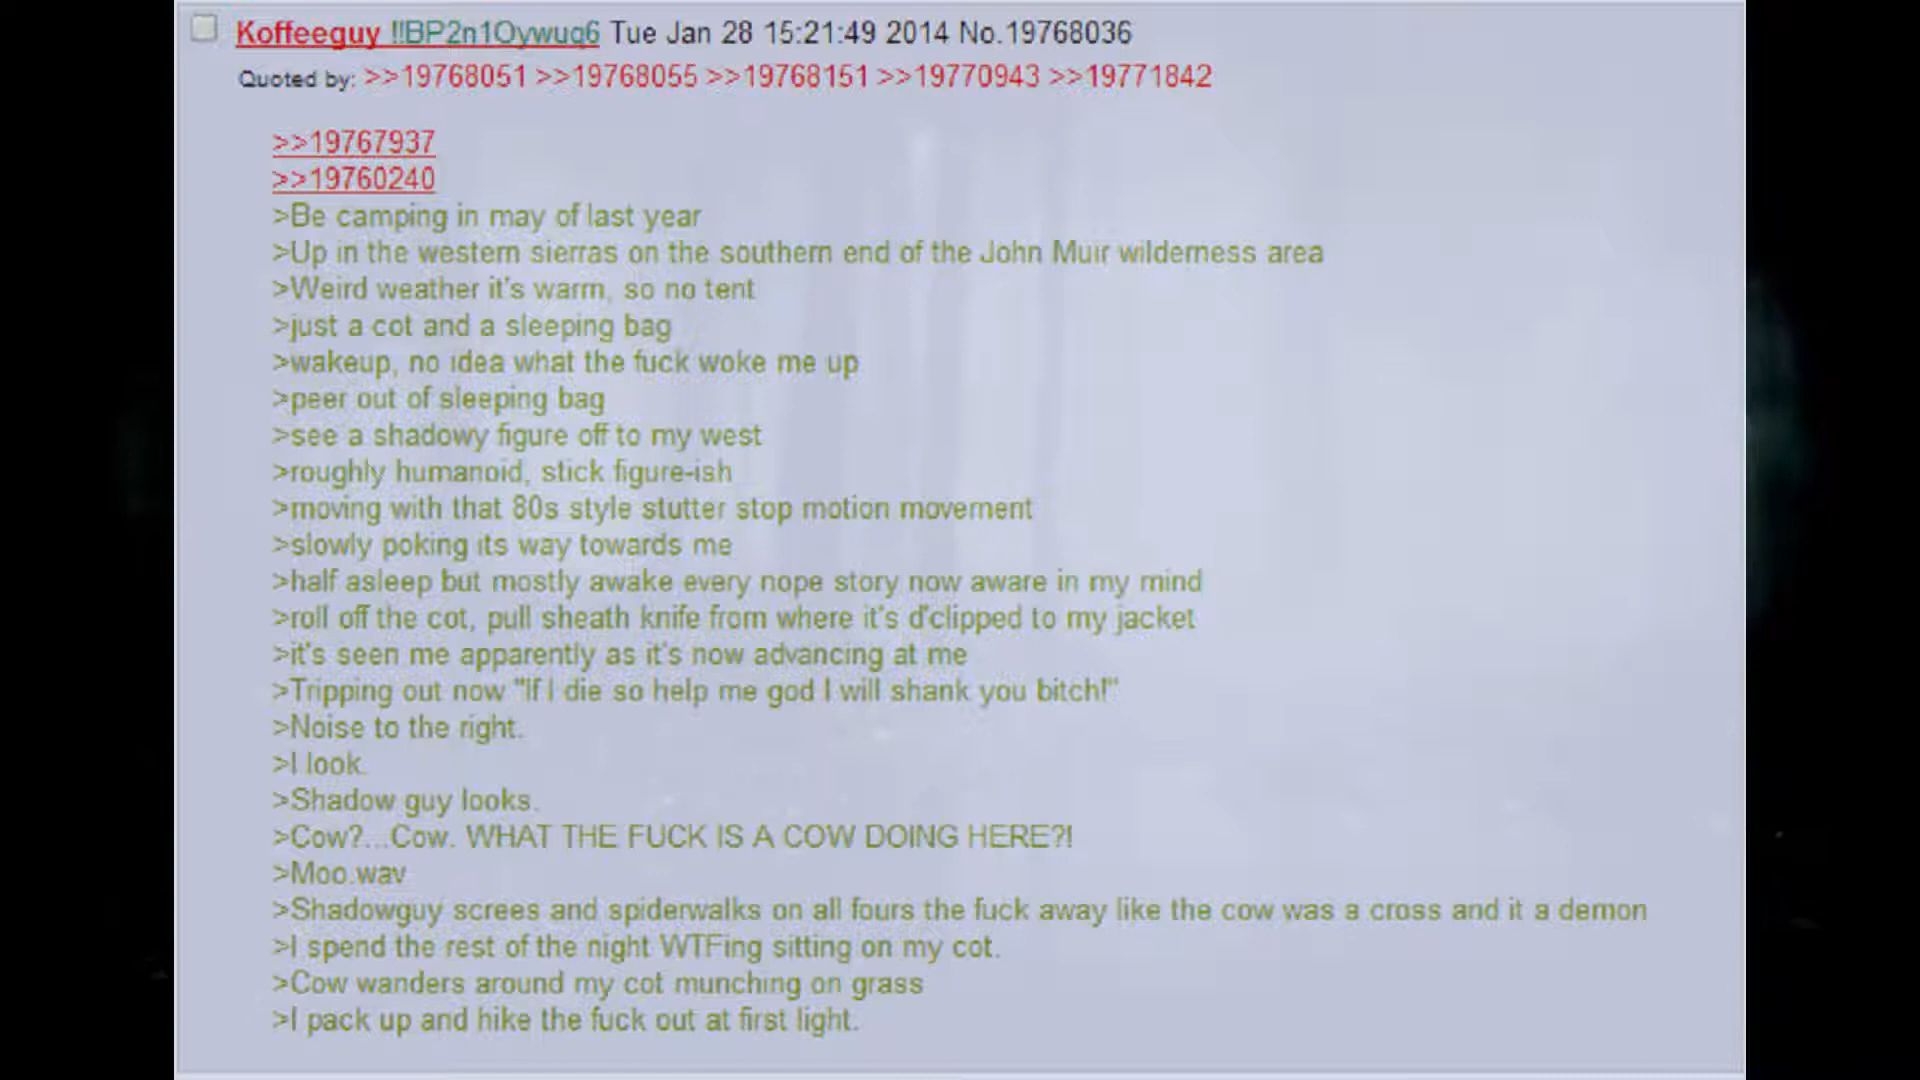 Koffeeguy !!BP2n1Oywuq6 Tue Jan 28 15:21:49 2014 No.19768036
Quoted by: >>19768051 >>19768055 >>19768151 >>19770943 >>19771842
>>19767937
>>19760240
>Be camping in may of last year
>Up in the western sierras on the southern end of the John Muir wilderness area
>Weird weather it's warm, so no tent
>just a cot and a sleeping bag
>wakeup, no idea what the fuck woke me up
>peer out of sleeping bag
>see a shadowy figure off to my west
>roughly humanoid, stick figure-ish
>moving with that 80s style stutter stop motion movement
>slowly poking its way towards me
>half asleep but mostly awake every nope story now aware in my mind
>roll off the cot, pull sheath knife from where it's d'clipped to my jacket
>it's seen me apparently as it's now advancing at me
>Tripping out now "If I die so help me god I will shank you bitch!"
>Noise to the right.
>I look.
>Shadow guy looks.
>Cow?...Cow. WHAT THE FUCK IS A COW DOING HERE?!
>Moo.wav
>Shadowguy screes and spiderwalks on all fours the fuck away like the cow was a cross and it a demon
>I spend the rest of the night WTFing sitting on my cot.
>Cow wanders around my cot munching on grass
>I pack up and hike the fuck out at first light.